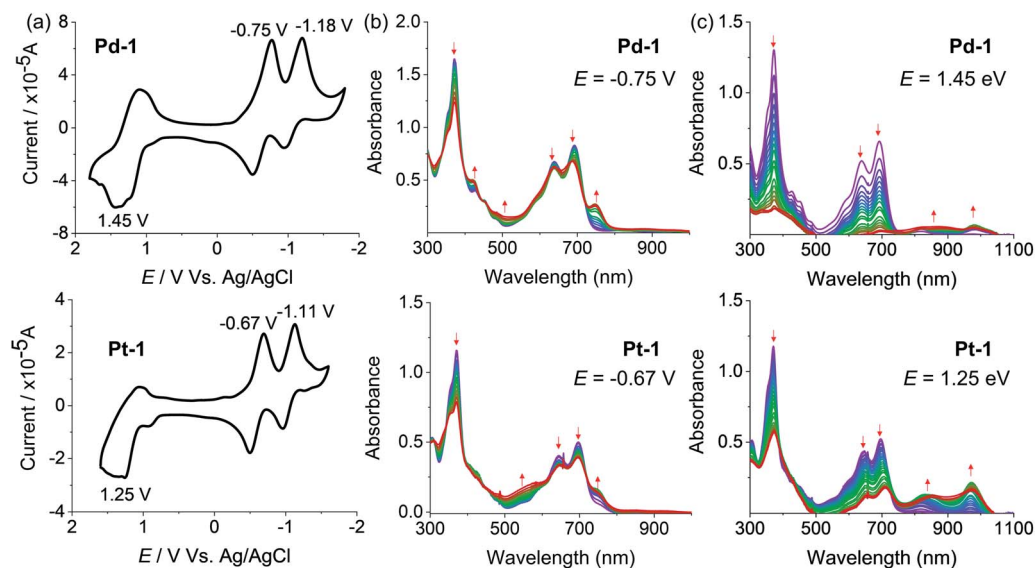 (a)
Pd-1
-0.75 V
-1.18 V
1.45 V
8
4
0
-4
-8
Current / x10⁻⁵A
2
1
0
-1
-2
E / V Vs. Ag/AgCl
(b)
Pd-1
E = -0.75 V
2.0
1.5
1.0
0.5
Absorbance
300
500
700
900
Wavelength (nm)
(c)
Pd-1
E = 1.45 eV
1.5
1.0
0.5
Absorbance
300
500
700
900
1100
Wavelength (nm)
Pt-1
-0.67 V
-1.11 V
1.25 V
4
2
0
-2
-4
Current / x10⁻⁵A
2
1
0
-1
-2
E / V Vs. Ag/AgCl
Pt-1
E = -0.67 V
1.5
1.0
0.5
0.0
Absorbance
300
500
700
900
Wavelength (nm)
Pt-1
E = 1.25 eV
1.5
1.0
0.5
Absorbance
300
500
700
900
1100
Wavelength (nm)